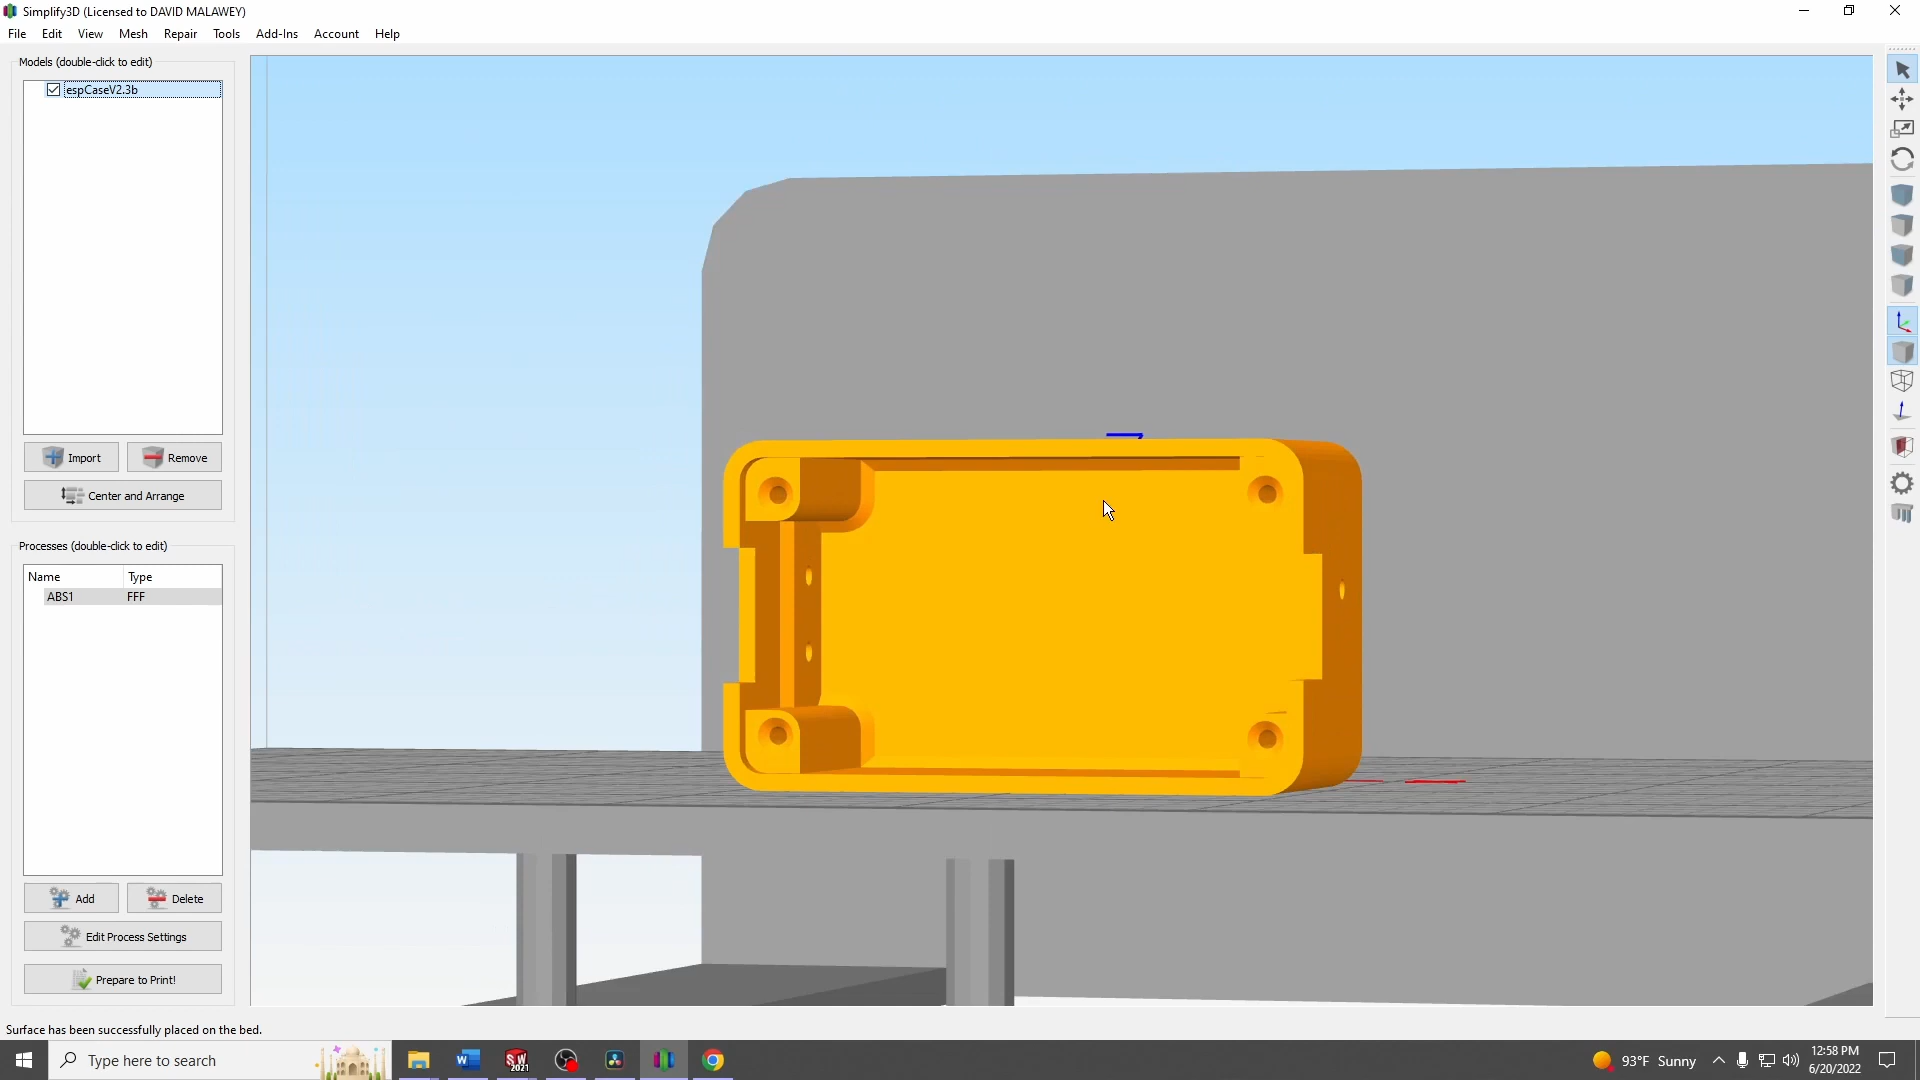 Simplify3D (Licensed to DAVID MALAWEY)
File Edit View Mesh Repair Tools Add-Ins Account Help
Models (double-click to edit)
espCaseV2.3b
Import Remove
Center and Arrange
Processes (double-click to edit)
Name Type
ABS1 FFF
Add Delete
Edit Process Settings
Prepare to Print!
Surface has been successfully placed on the bed.
Type here to search
W
SW
2021
93°F Sunny
12:58 PM
6/20/2022